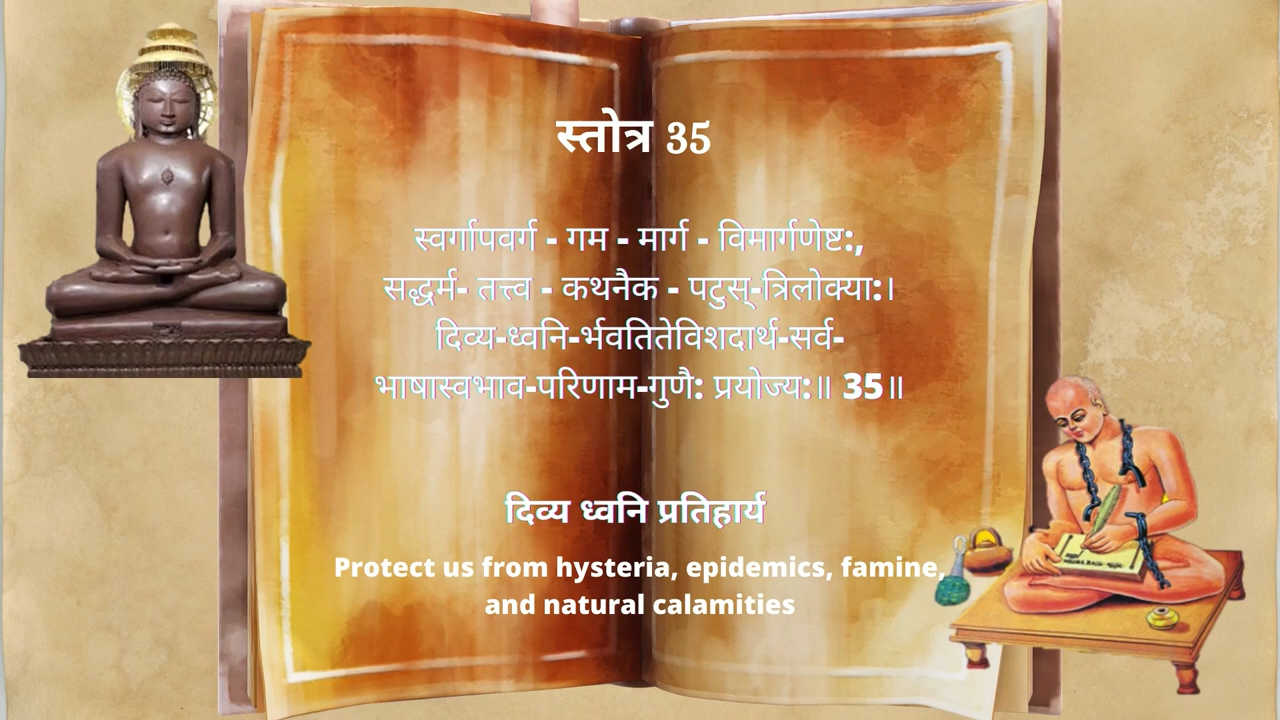 स्तोत्र 35
स्वर्गापवर्ग - गम - मार्ग - विमार्गणेष्ट:,
सद्धर्म- तत्त्व - कथनैक - पटुस्-त्रिलोक्या:।
दिव्य-ध्वनि-र्भवतितेविशदार्थ-सर्व-
भाषास्वभाव-परिणाम-गुणै: प्रयोज्य:॥ 35॥
दिव्य ध्वनि प्रतिहार्य
Protect us from hysteria, epidemics, famine,
and natural calamities